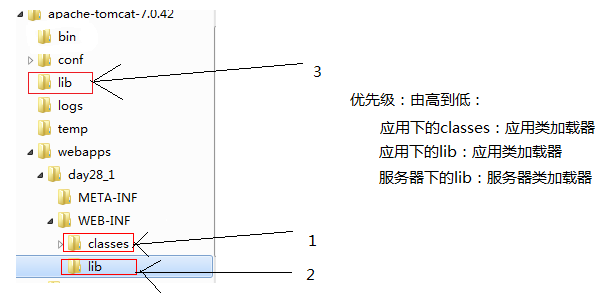 apache-tomcat-7.0.42
bin
conf
lib
logs
temp
webapps
day28_1
META-INF
WEB-INF
classes
lib
3
1
2
优先级：由高到低：
应用下的classes：应用类加载器
应用下的lib：应用类加载器
服务器下的lib：服务器类加载器